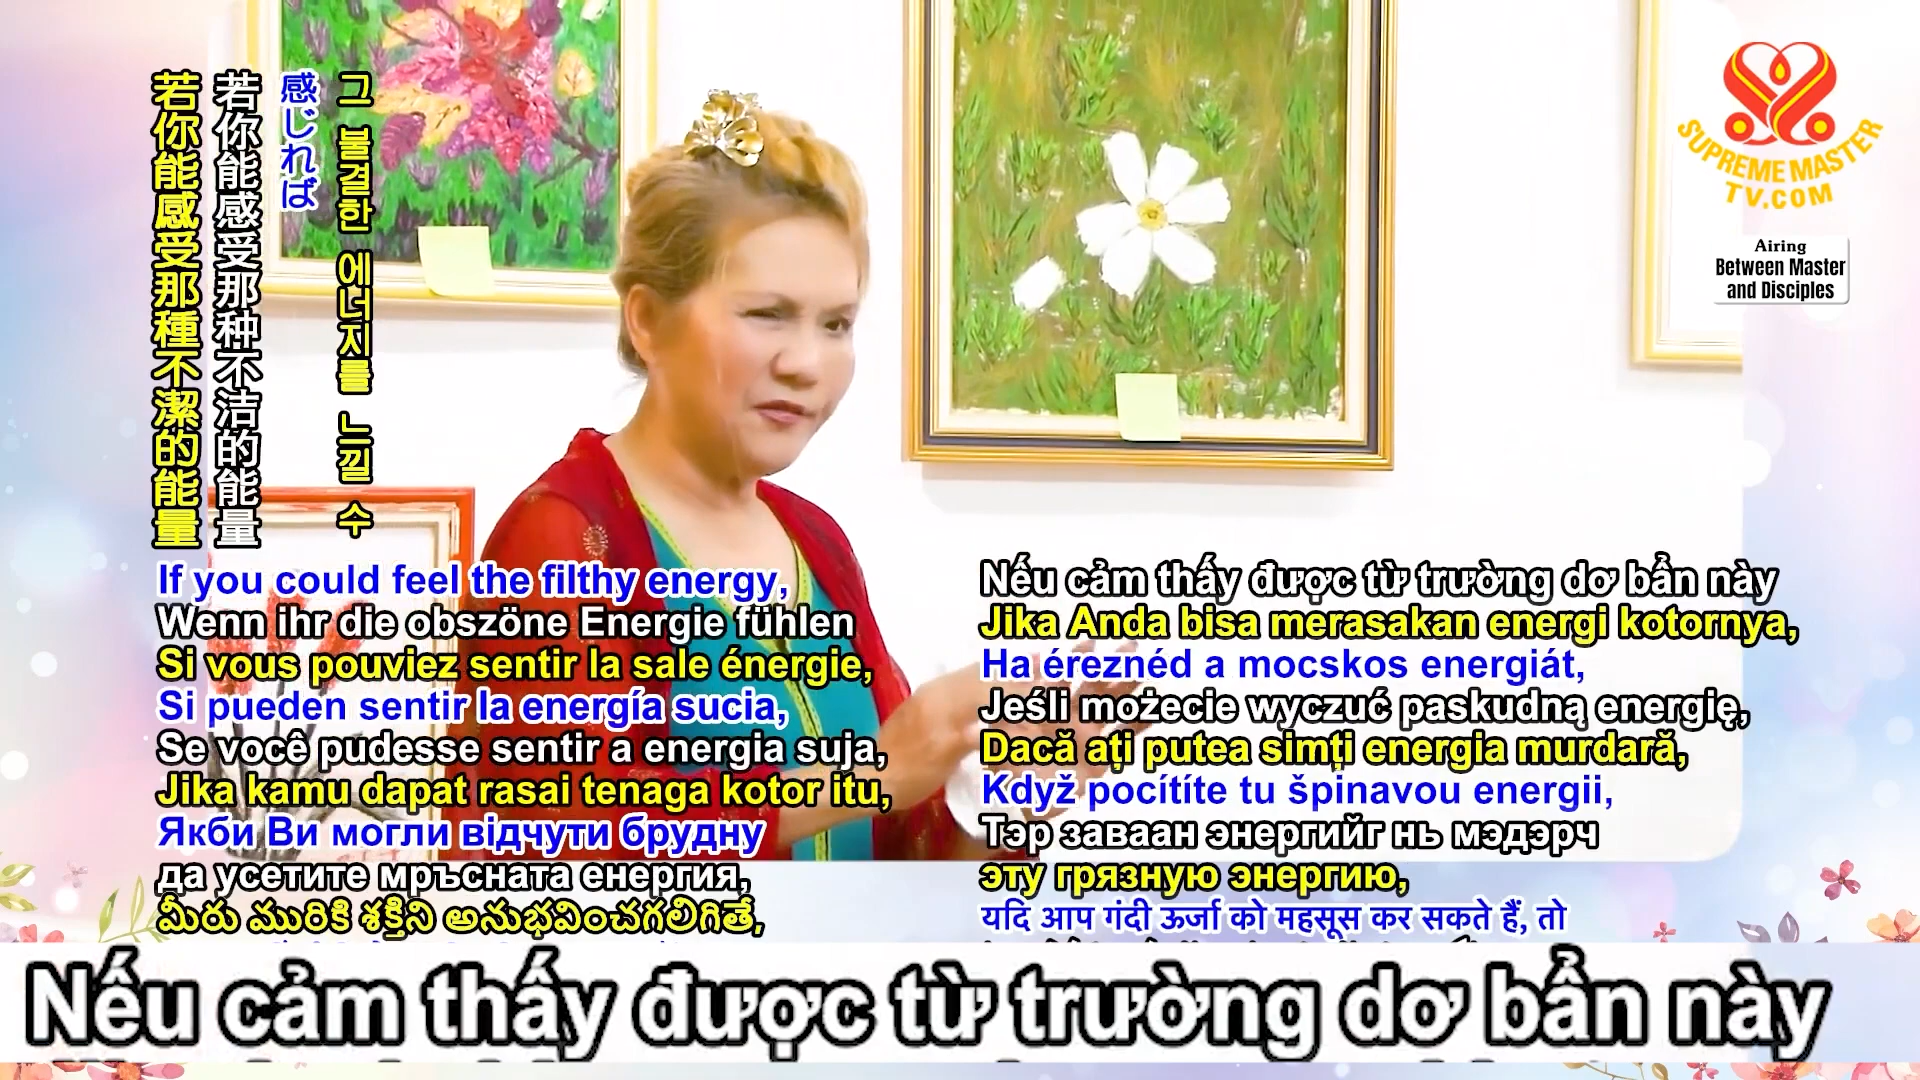 若你能感受那種不潔的能量
若你能感受那种不洁的能量
感じれば
그 불결한 에너지를 느낄 수
SUPREME MASTER
TV.COM
Airing
Between Master
and Disciples
If you could feel the filthy energy,
Wenn ihr die obszöne Energie fühlen
Si vous pouviez sentir la sale énergie,
Si pueden sentir la energía sucia,
Se você pudesse sentir a energia suja,
Jika kamu dapat rasai tenaga kotor itu,
Якби Ви могли відчути брудну
да усетите мръсната енергия,
మీరు మురికి శక్తిని అనుభవించగలిగితే,
Nếu cảm thấy được từ trường dơ bẩn này
Jika Anda bisa merasakan energi kotornya,
Ha éreznéd a mocskos energiát,
Jeśli możecie wyczuć paskudną energię,
Dacă ați putea simți energia murdară,
Když pocítíte tu špinavou energii,
Тэр заваан энергийг нь мэдэрч
эту грязную энергию,
यदि आप गंदी ऊर्जा को महसूस कर सकते हैं, तो
Nếu cảm thấy được từ trường dơ bẩn này